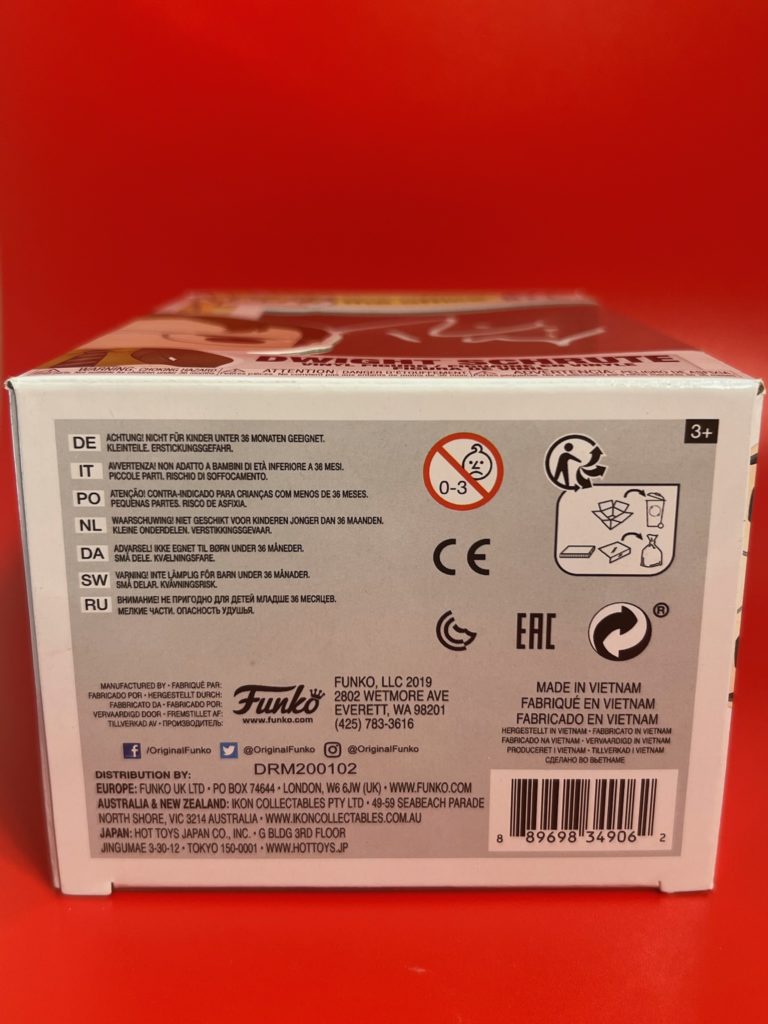 DWIGHT SCHRUTE
WARNING: CHOKING HAZARD
ATTENTION: DANGER D'ÉTOUFFEMENT
ADVERTENCIA: PELIGRO DE ASFIXIA
3+
DE ACHTUNG! NICHT FÜR KINDER UNTER 36 MONATEN GEEIGNET.
KLEINTEILE. ERSTICKUNGSGEFAHR.
IT AVVERTENZA! NON ADATTO A BAMBINI DI ETÀ INFERIORE A 36 MESI.
PICCOLE PARTI. RISCHIO DI SOFFOCAMENTO.
PO ATENÇÃO! CONTRA-INDICADO PARA CRIANÇAS COM MENOS DE 36 MESES.
PEQUENAS PARTES. RISCO DE ASFIXIA.
NL WAARSCHUWING! NIET GESCHIKT VOOR KINDEREN JONGER DAN 36 MAANDEN.
KLEINE ONDERDELEN. VERSTIKKINGSGEVAAR.
DA ADVARSEL! IKKE EGNET TIL BØRN UNDER 36 MÅNEDER.
SMÅ DELE. KVÆLNINGSFARE.
SW VARNING! INTE LÄMPLIG FÖR BARN UNDER 36 MÅNADER.
SMÅ DELAR. KVÄVNINGSRISK.
RU ВНИМАНИЕ! НЕ ПРИГОДНО ДЛЯ ДЕТЕЙ МЛАДШЕ 36 МЕСЯЦЕВ.
МЕЛКИЕ ЧАСТИ. ОПАСНОСТЬ УДУШЬЯ.
0-3
CE
EAC
®
MANUFACTURED BY • FABRIQUÉ PAR:
FABRICADO POR • HERGESTELLT DURCH:
FABBRICATO DA • FABRICADO POR:
VERVAARDIGD DOOR • FREMSTILLET AF:
TILLVERKAD AV • ПРОИЗВОДИТЕЛЬ:
Funko
www.funko.com
FUNKO, LLC 2019
2802 WETMORE AVE
EVERETT, WA 98201
(425) 783-3616
MADE IN VIETNAM
FABRIQUÉ EN VIETNAM
FABRICADO EN VIETNAM
HERGESTELLT IN VIETNAM • FABBRICATO IN VIETNAM
FABRICADO NA VIETNAM • VERVAARDIGD IN VIETNAM
PRODUCERET I VIETNAM • TILLVERKAD I VIETNAM
СДЕЛАНО ВО ВЬЕТНАМЕ
f /OriginalFunko @OriginalFunko @OriginalFunko
DRM200102
DISTRIBUTION BY:
EUROPE: FUNKO UK LTD • PO BOX 74644 • LONDON, W6 6JW (UK) • WWW.FUNKO.COM
AUSTRALIA & NEW ZEALAND: IKON COLLECTABLES PTY LTD • 49-59 SEABEACH PARADE
NORTH SHORE, VIC 3214 AUSTRALIA • WWW.IKONCOLLECTABLES.COM.AU
JAPAN: HOT TOYS JAPAN CO., INC. • G BLDG 3RD FLOOR
JINGUMAE 3-30-12 • TOKYO 150-0001 • WWW.HOTTOYS.JP
8 89698 34906 2